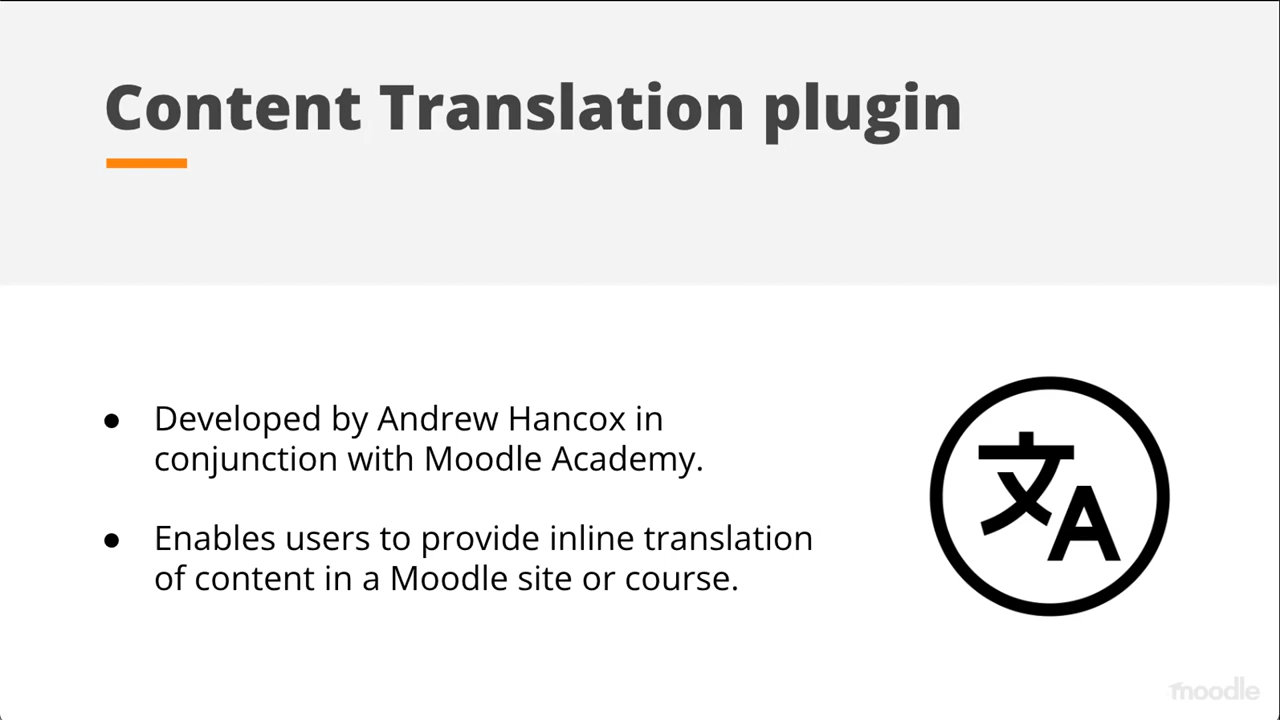 Content Translation plugin
● Developed by Andrew Hancox in
conjunction with Moodle Academy.
● Enables users to provide inline translation
of content in a Moodle site or course.
文A
moodle